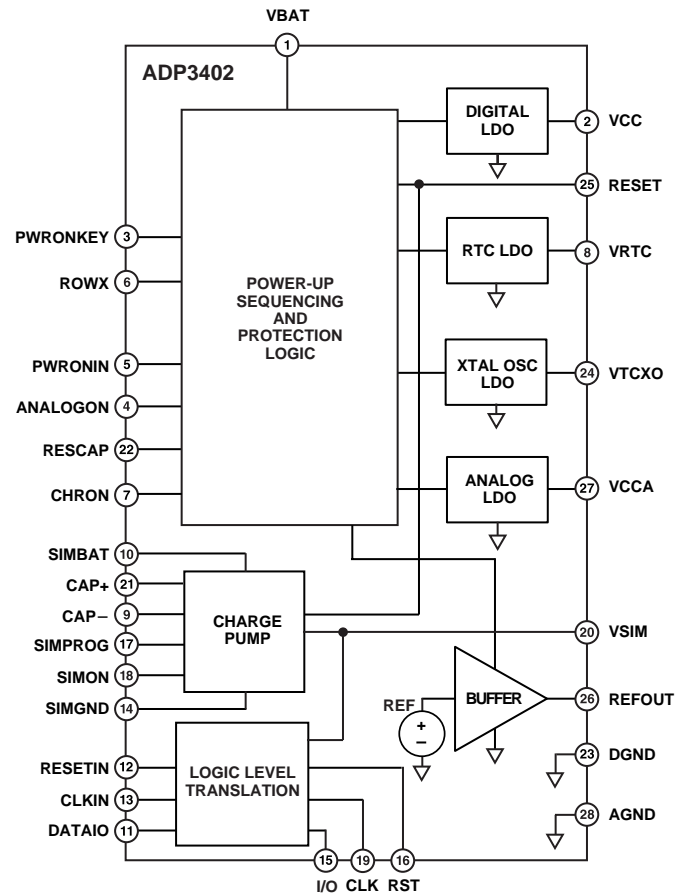 VBAT
1
ADP3402
DIGITAL
LDO
2 VCC
25 RESET
PWRONKEY 3
ROWX 6
RTC LDO
8 VRTC
POWER-UP
SEQUENCING
AND
PROTECTION
LOGIC
PWRONIN 5
ANALOGON 4
RESCAP 22
CHRON 7
XTAL OSC
LDO
24 VTCXO
ANALOG
LDO
27 VCCA
SIMBAT 10
CAP+ 21
CAP− 9
SIMPROG 17
SIMON 18
SIMGND 14
CHARGE
PUMP
20 VSIM
REF
+
−
BUFFER
26 REFOUT
23 DGND
28 AGND
RESETIN 12
CLKIN 13
DATAIO 11
LOGIC LEVEL
TRANSLATION
15 19 16
I/O CLK RST